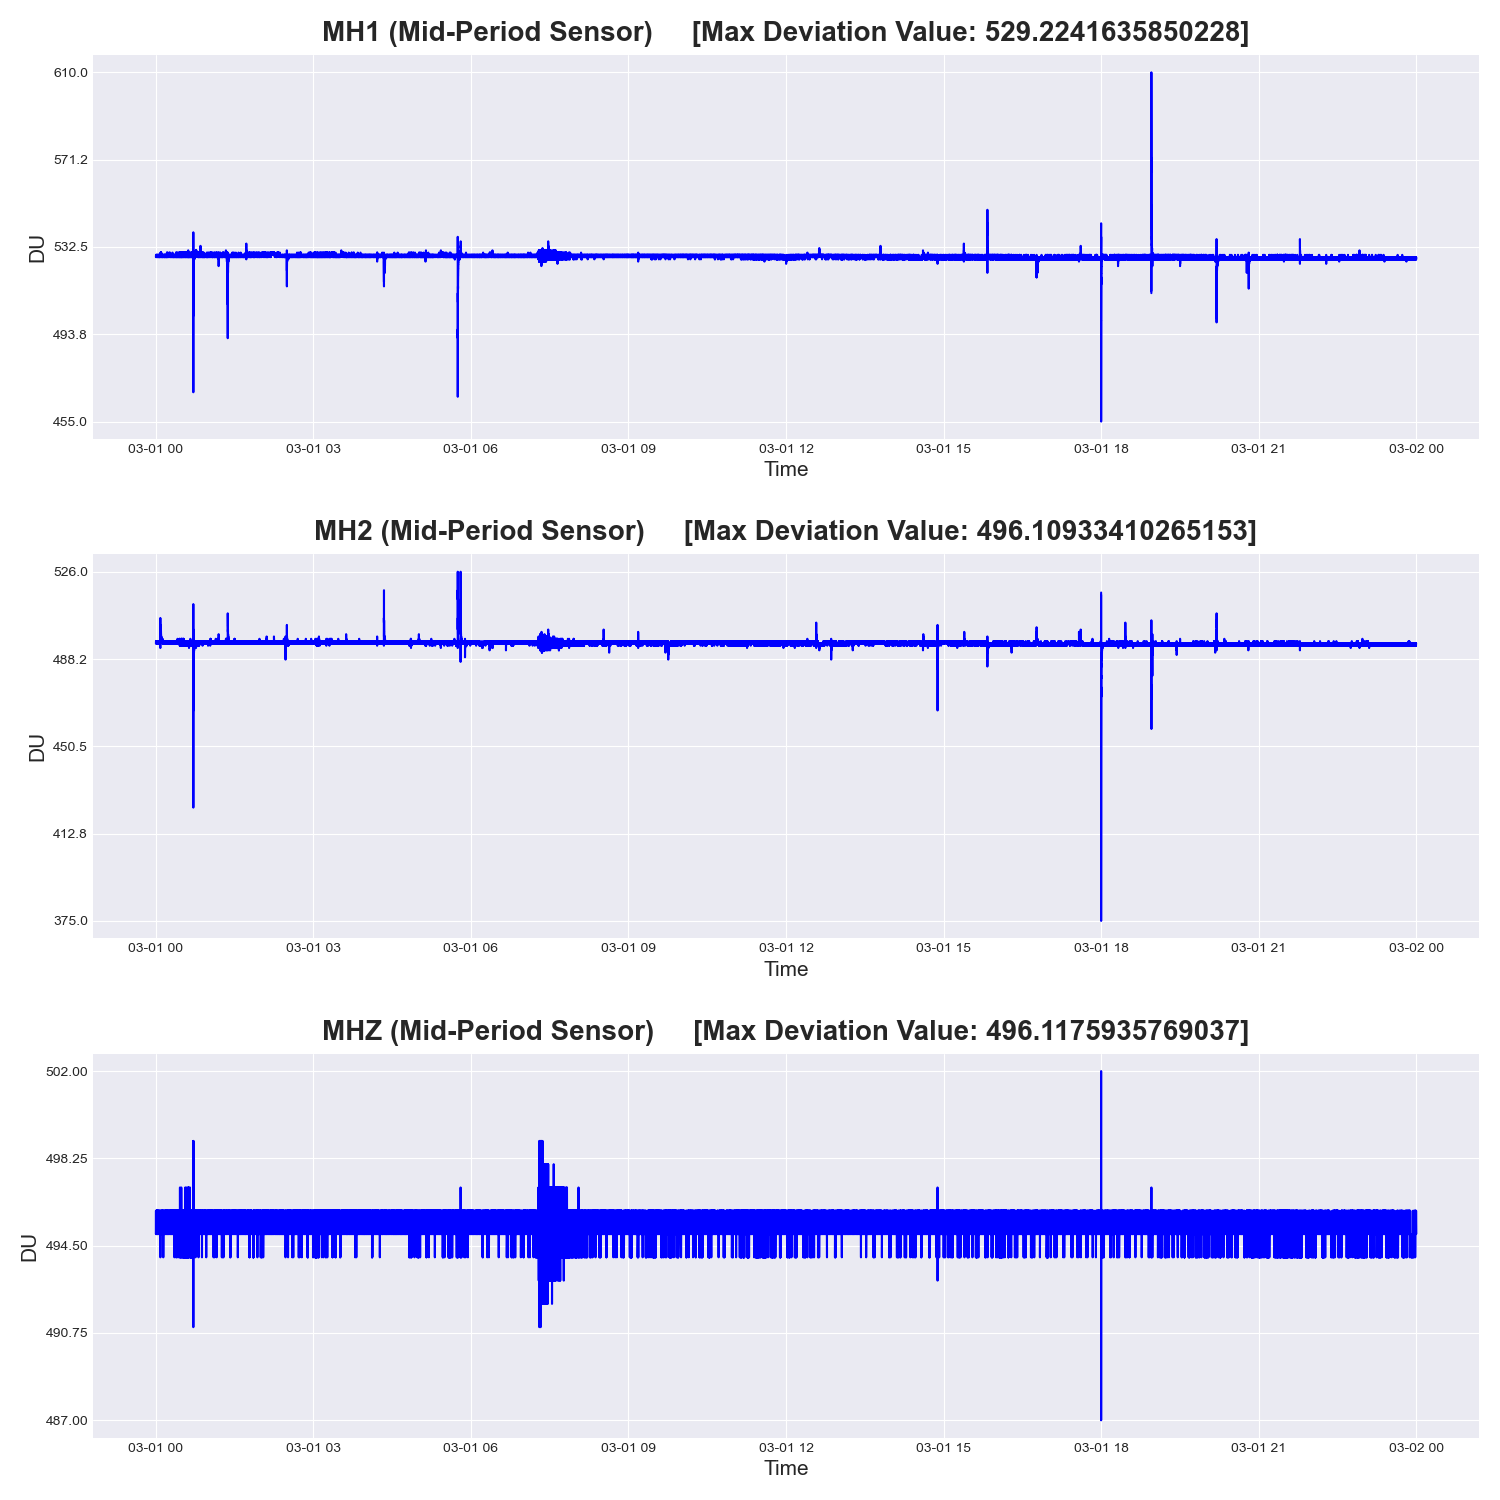 MH1 (Mid-Period Sensor) [Max Deviation Value: 529.2241635850228]
610.0
571.2
532.5
493.8
455.0
DU
03-01 00 03-01 03 03-01 06 03-01 09 03-01 12 03-01 15 03-01 18 03-01 21 03-02 00
Time
MH2 (Mid-Period Sensor) [Max Deviation Value: 496.10933410265153]
526.0
488.2
450.5
412.8
375.0
DU
03-01 00 03-01 03 03-01 06 03-01 09 03-01 12 03-01 15 03-01 18 03-01 21 03-02 00
Time
MHZ (Mid-Period Sensor) [Max Deviation Value: 496.1175935769037]
502.00
498.25
494.50
490.75
487.00
DU
03-01 00 03-01 03 03-01 06 03-01 09 03-01 12 03-01 15 03-01 18 03-01 21 03-02 00
Time